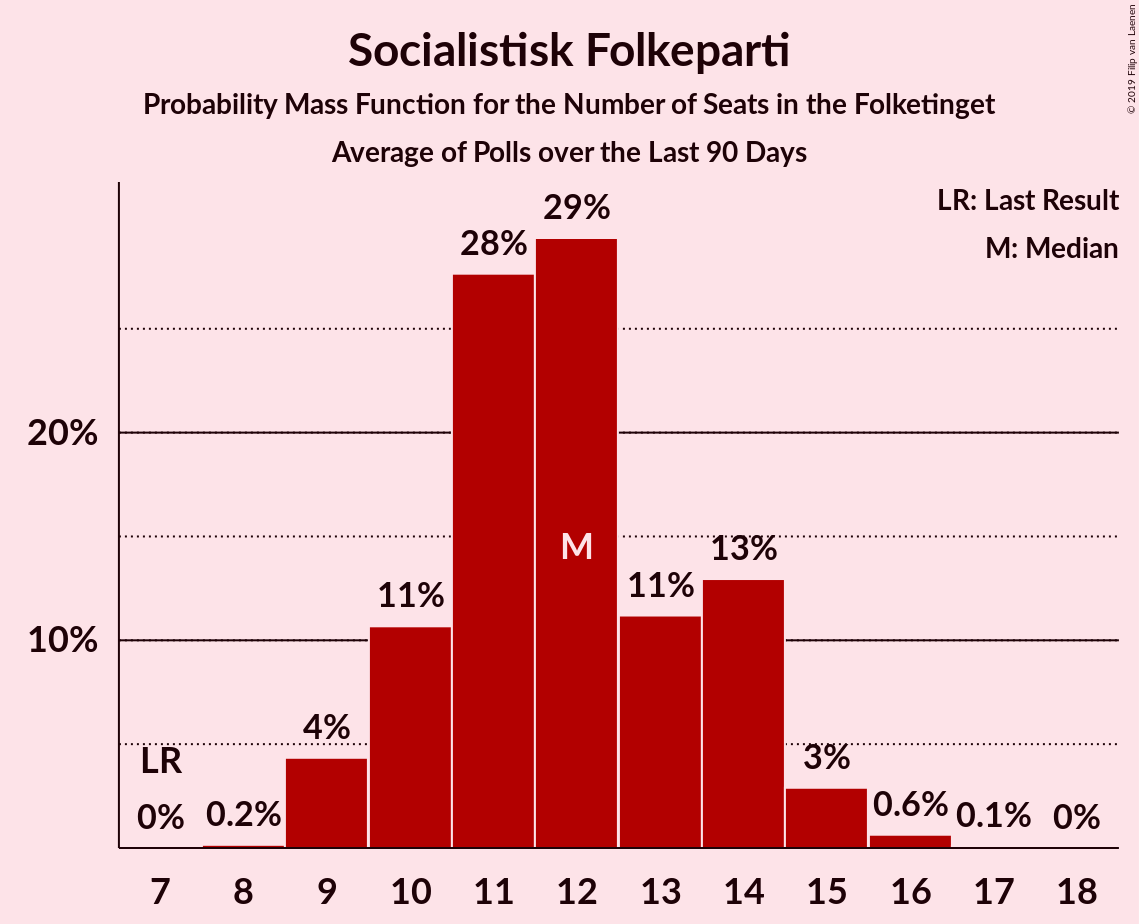 Socialistisk Folkeparti
Probability Mass Function for the Number of Seats in the Folketinget
Average of Polls over the Last 90 Days
© 2019 Filip van Laenen
LR: Last Result
M: Median
29%
28%
20%
M
13%
11%
11%
10%
4%
LR
3%
0%
0.2%
0.6%
0.1%
0%
7 8 9 10 11 12 13 14 15 16 17 18